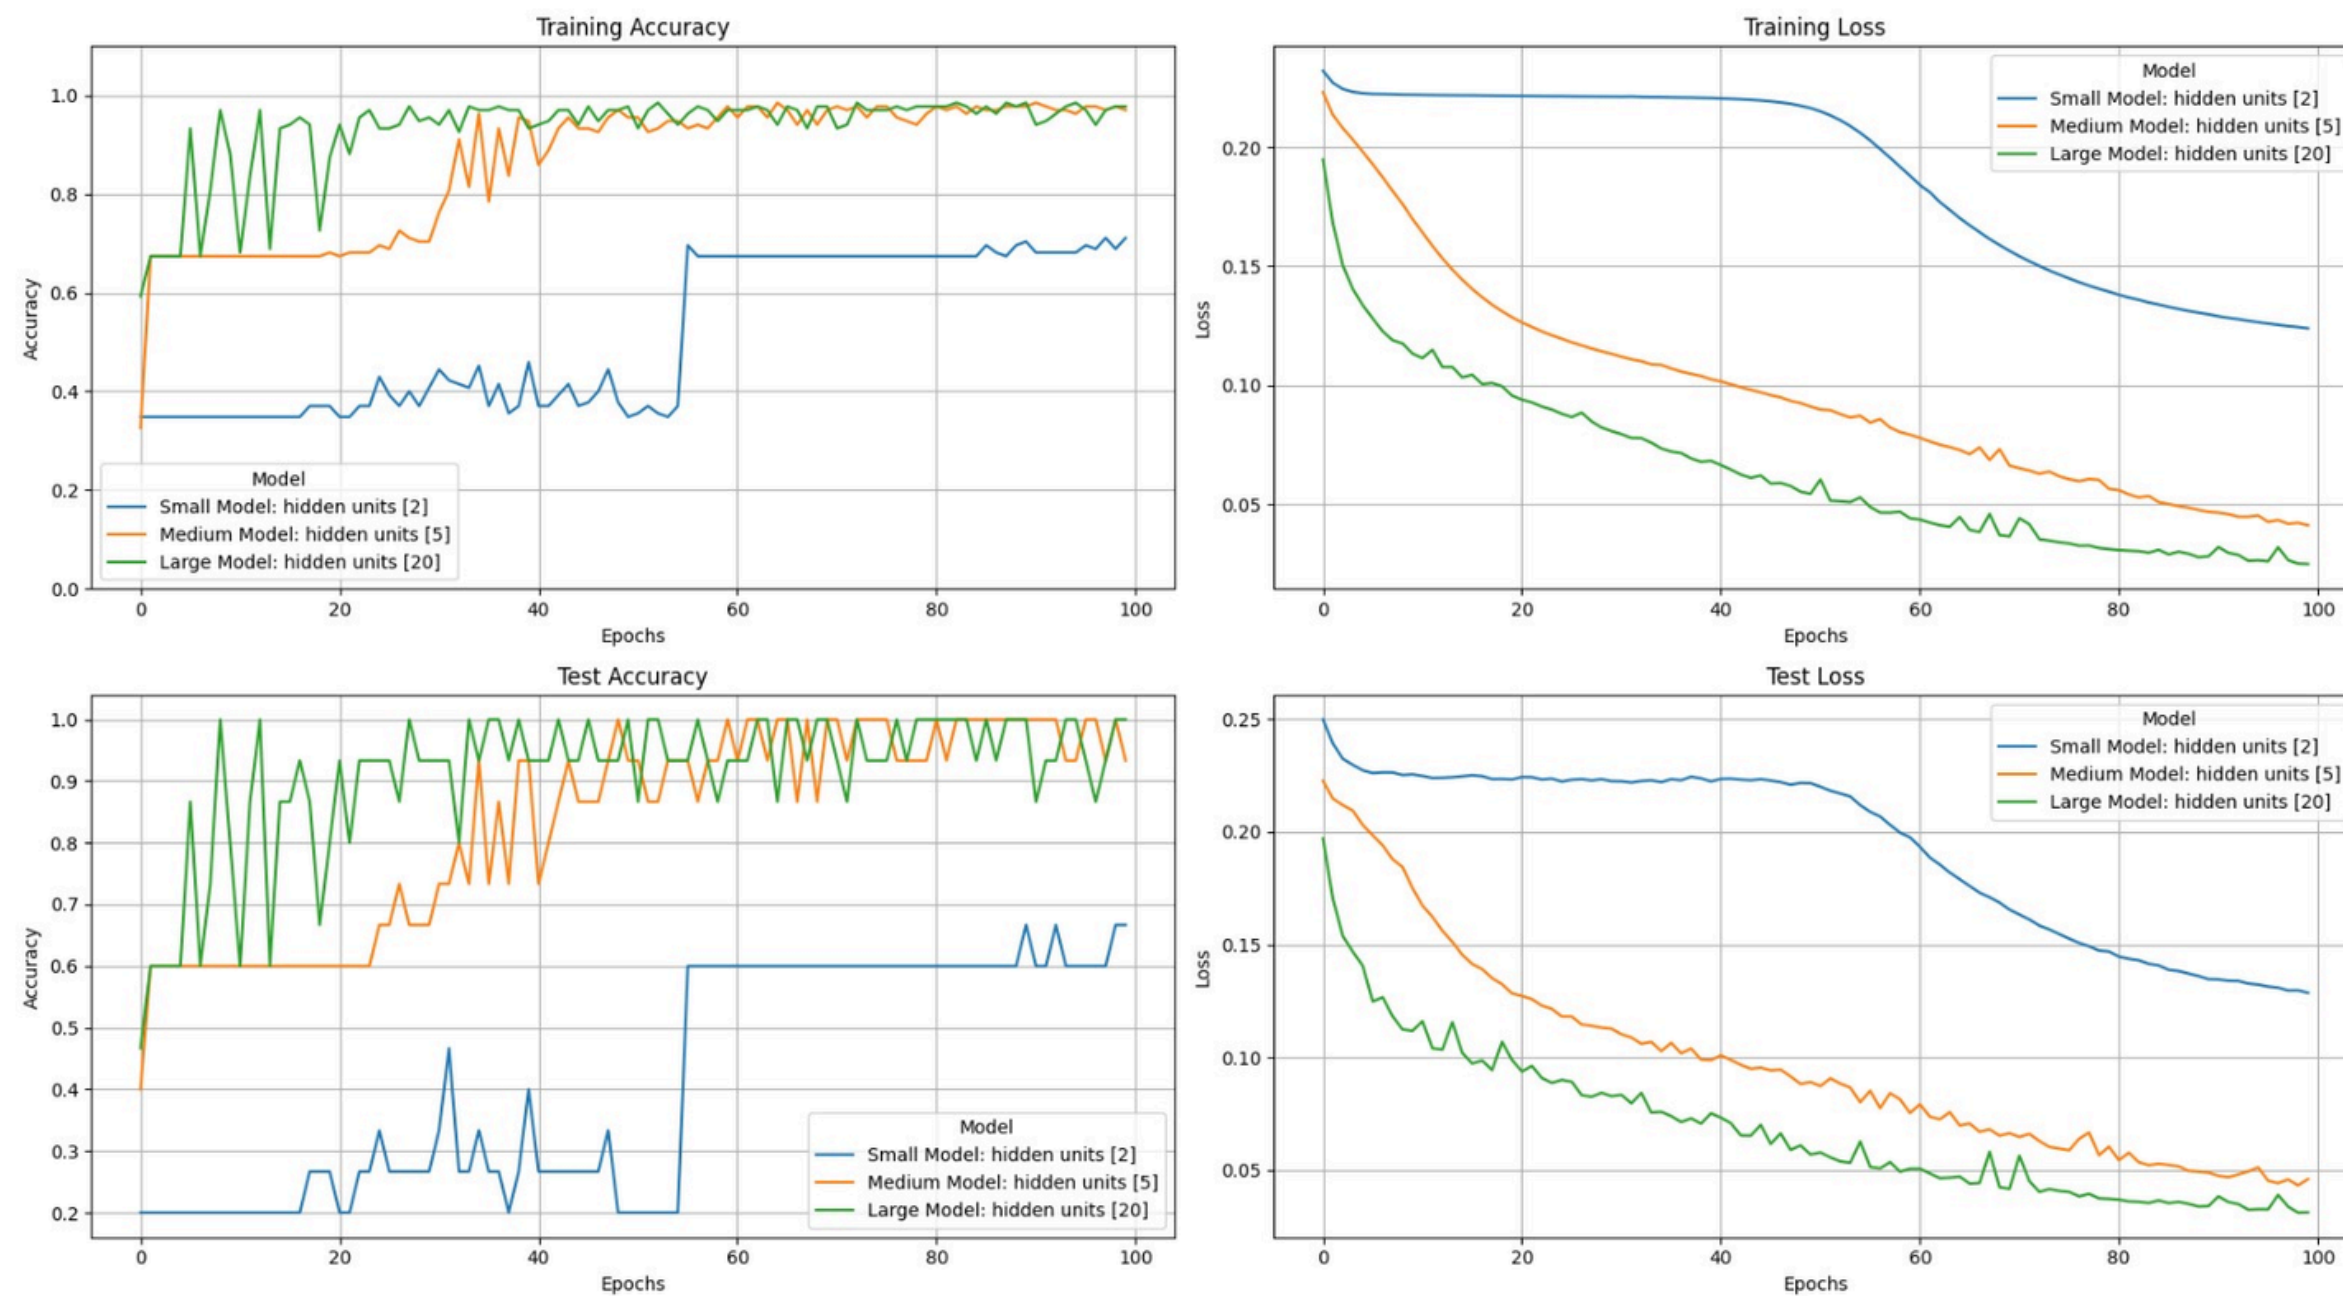 Training Accuracy
1.0
0.8
0.6
0.4
0.2
0.0
Accuracy
Model
Small Model: hidden units [2]
Medium Model: hidden units [5]
Large Model: hidden units [20]
0 20 40 60 80 100
Epochs
Training Loss
0.20
0.15
0.10
0.05
Loss
Model
Small Model: hidden units [2]
Medium Model: hidden units [5]
Large Model: hidden units [20]
0 20 40 60 80 100
Epochs
Test Accuracy
1.0
0.9
0.8
0.7
0.6
0.5
0.4
0.3
0.2
Accuracy
Model
Small Model: hidden units [2]
Medium Model: hidden units [5]
Large Model: hidden units [20]
0 20 40 60 80 100
Epochs
Test Loss
0.25
0.20
0.15
0.10
0.05
Loss
Model
Small Model: hidden units [2]
Medium Model: hidden units [5]
Large Model: hidden units [20]
0 20 40 60 80 100
Epochs